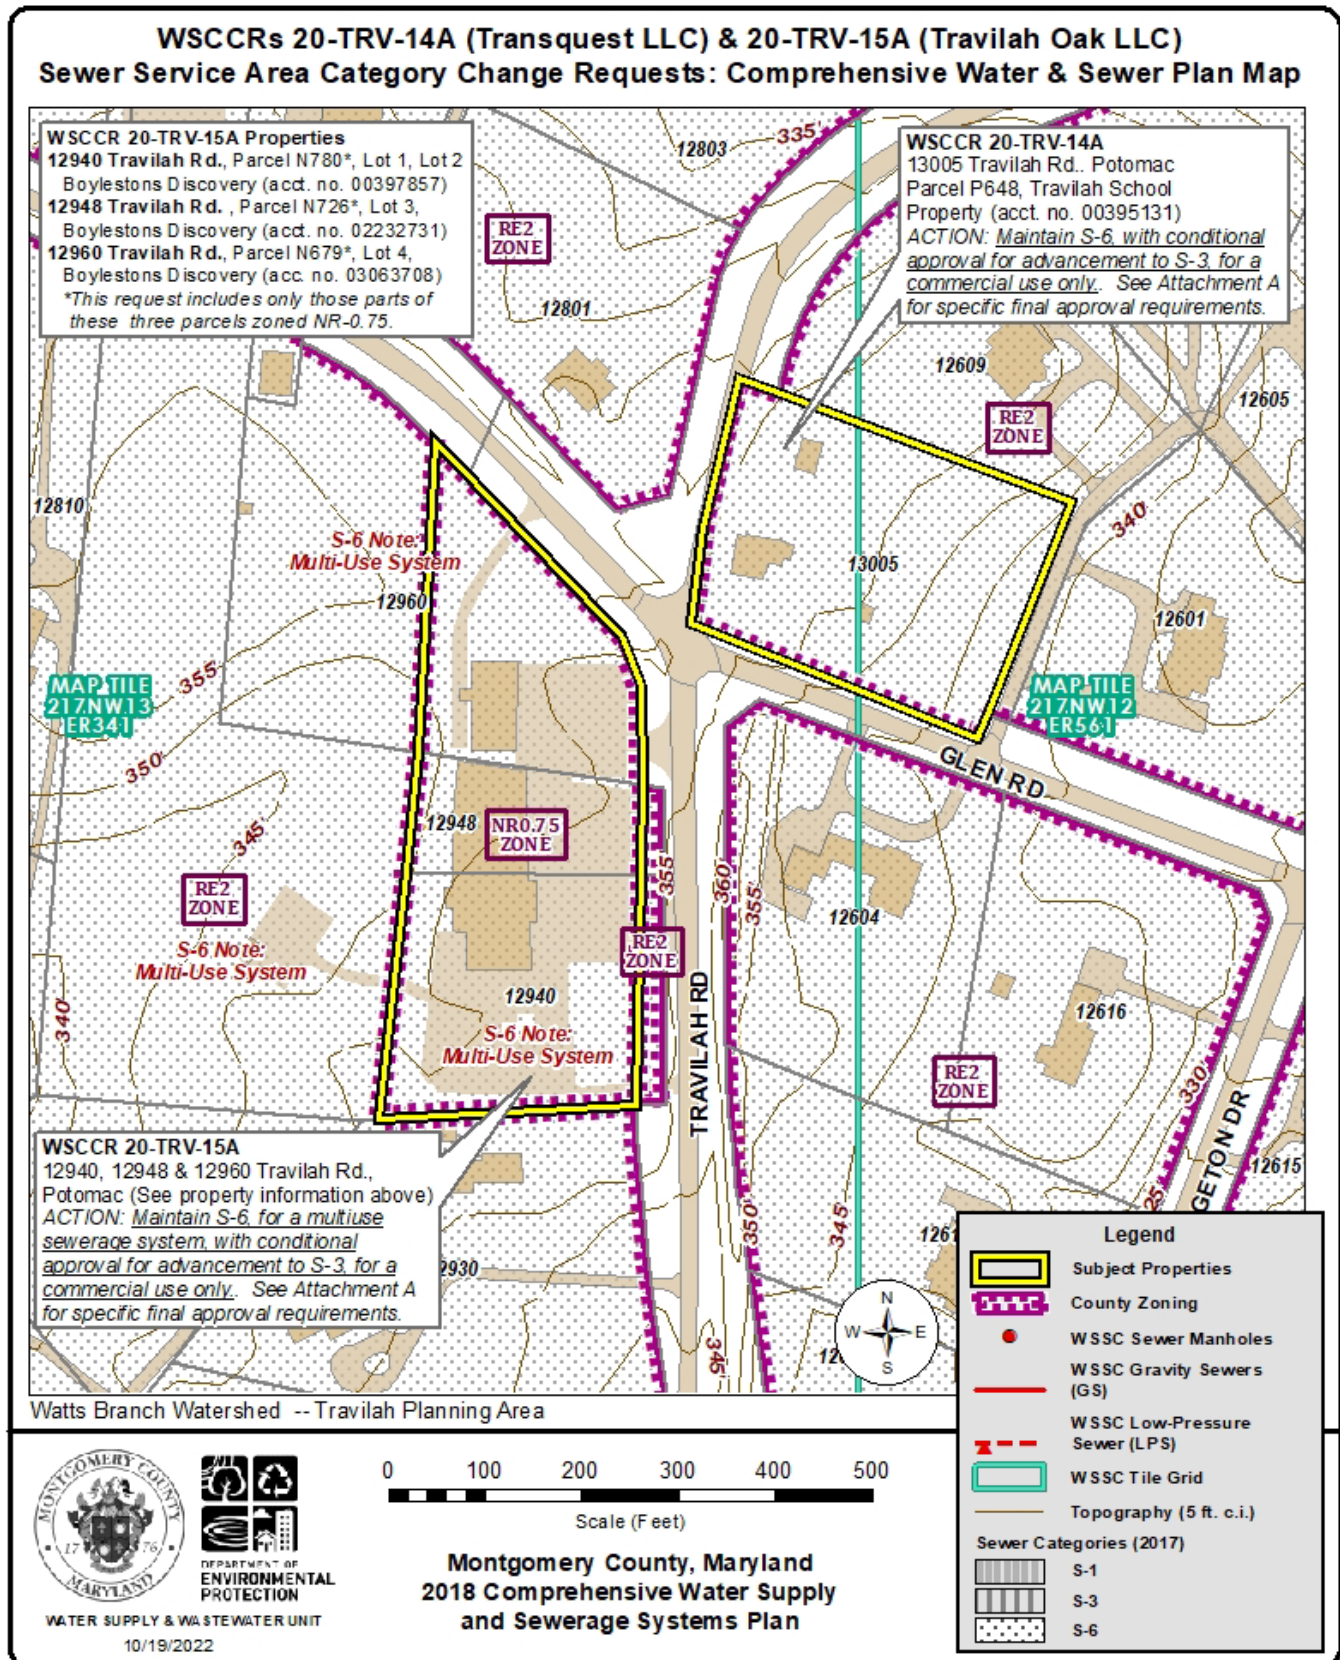 WSCCRs 20-TRV-14A (Transquest LLC) & 20-TRV-15A (Travilah Oak LLC)
Sewer Service Area Category Change Requests: Comprehensive Water & Sewer Plan Map
WSCCR 20-TRV-15A Properties
12940 Travilah Rd., Parcel N780*, Lot 1, Lot 2
Boylestons Discovery (acct. no. 00397857)
12948 Travilah Rd. , Parcel N726*, Lot 3,
Boylestons Discovery (acct. no. 02232731)
12960 Travilah Rd., Parcel N679*, Lot 4,
Boylestons Discovery (acc. no. 03063708)
*This request includes only those parts of
these three parcels zoned NR-0.75.
WSCCR 20-TRV-14A
13005 Travilah Rd.. Potomac
Parcel P648, Travilah School
Property (acct. no. 00395131)
ACTION: Maintain S-6, with conditional
approval for advancement to S-3, for a
commercial use only.. See Attachment A
for specific final approval requirements.
12803
335'
RE2
ZONE
12801
12609
RE2
ZONE
12605
12810
S-6 Note:
Multi-Use System
340'
13005
12960
12601
355'
MAP TILE
217NW13
ER341
MAP TILE
217NW12
ER561
350'
GLEN RD
12948
NR0.75
ZONE
345'
355'
360'
355'
RE2
ZONE
12604
S-6 Note:
Multi-Use System
RE2
ZONE
12940
12616
340'
S-6 Note:
Multi-Use System
TRAVILAH RD
RE2
ZONE
330'
GETON DR
12615
25'
WSCCR 20-TRV-15A
12940, 12948 & 12960 Travilah Rd.,
Potomac (See property information above)
ACTION: Maintain S-6, for a multiuse
sewerage system, with conditional
approval for advancement to S-3, for a
commercial use only.. See Attachment A
for specific final approval requirements.
350'
345'
1261
2930
345'
N
W
E
S
12
Legend
Subject Properties
County Zoning
WSSC Sewer Manholes
WSSC Gravity Sewers
(GS)
WSSC Low-Pressure
Sewer (LPS)
WSSC Tile Grid
Topography (5 ft. c.i.)
Sewer Categories (2017)
S-1
S-3
S-6
Watts Branch Watershed -- Travilah Planning Area
MONTGOMERY COUNTY
17 76
MARYLAND
DEPARTMENT OF
ENVIRONMENTAL
PROTECTION
WATER SUPPLY & WASTEWATER UNIT
10/19/2022
0 100 200 300 400 500
Scale (Feet)
Montgomery County, Maryland
2018 Comprehensive Water Supply
and Sewerage Systems Plan